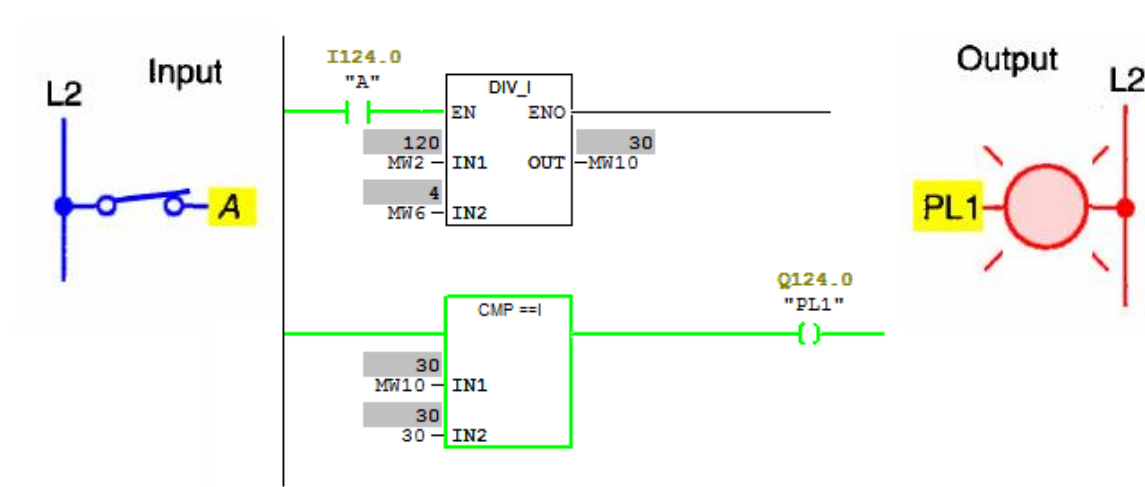 Input
L2
A
I124.0
"A"
DIV_I
EN ENO
120
MW2 IN1
30
OUT MW10
4
MW6 IN2
CMP ==I
30
MW10 IN1
30
30 IN2
Q124.0
"PL1"
Output
L2
PL1